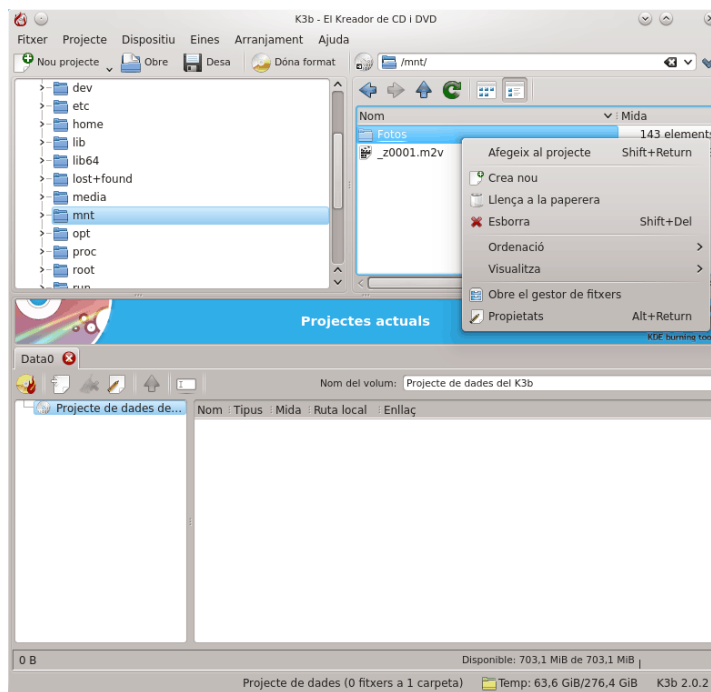 K3b - El Kreador de CD i DVD
Fitxer Projecte Dispositiu Eines Arranjament Ajuda
Nou projecte Obre Desa Dóna format /mnt/
dev
etc
home
lib
lib64
lost+found
media
mnt
opt
proc
root
run
Nom Mida
Fotos 143 elements
_z0001.m2v
Afegeix al projecte Shift+Return
Crea nou
Llença a la paperera
Esborra Shift+Del
Ordenació
Visualitza
Obre el gestor de fitxers
Propietats Alt+Return
Projectes actuals
KDE burning too
Data0
Nom del volum: Projecte de dades del K3b
Projecte de dades de...
Nom Tipus Mida Ruta local Enllaç
0 B Disponible: 703,1 MiB de 703,1 MiB
Projecte de dades (0 fitxers a 1 carpeta) Temp: 63,6 GiB/276,4 GiB K3b 2.0.2